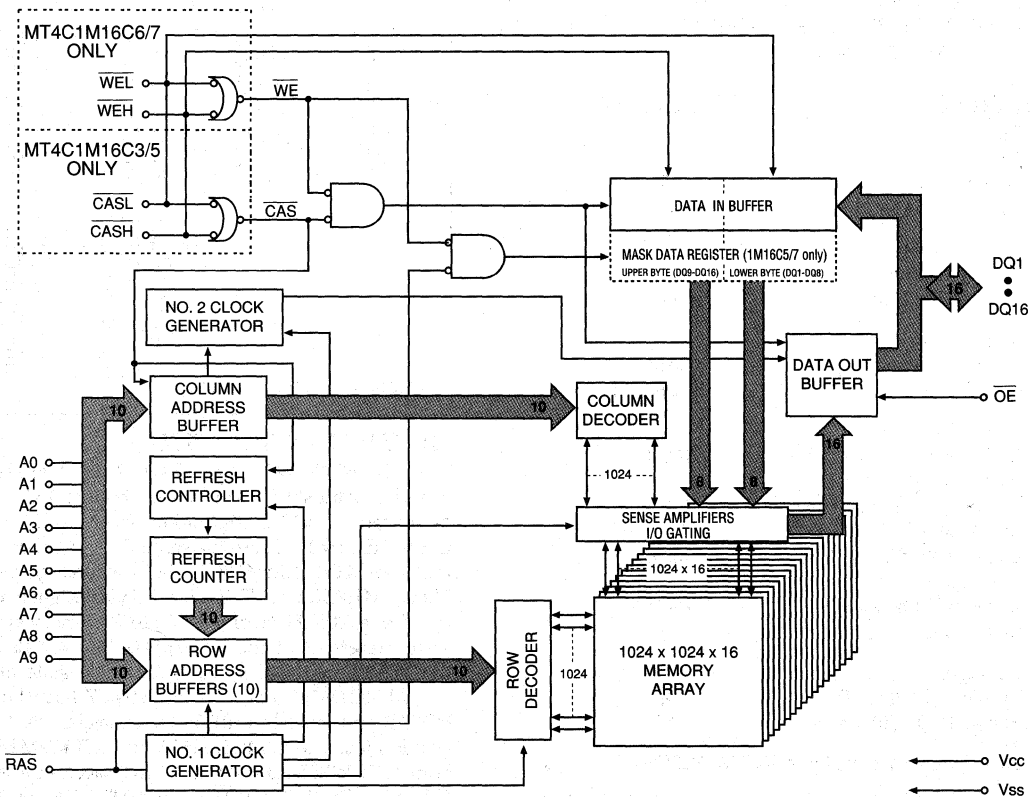 MT4C1M16C6/7
ONLY
WEL
WEH
WE
MT4C1M16C3/5
ONLY
CASL
CASH
CAS
DATA IN BUFFER
MASK DATA REGISTER (1M16C5/7 only)
UPPER BYTE (DQ9-DQ16)
LOWER BYTE (DQ1-DQ8)
DQ1
16
DQ16
NO. 2 CLOCK
GENERATOR
DATA OUT
BUFFER
OE
COLUMN
ADDRESS
BUFFER
10
10
COLUMN
DECODER
16
A0
A1
A2
A3
A4
A5
A6
A7
A8
A9
REFRESH
CONTROLLER
1024
8
8
SENSE AMPLIFIERS
I/O GATING
REFRESH
COUNTER
1024 x 16
10
ROW
ADDRESS
BUFFERS (10)
10
10
ROW
DECODER
1024
1024 x 1024 x 16
MEMORY
ARRAY
RAS
NO. 1 CLOCK
GENERATOR
Vcc
Vss